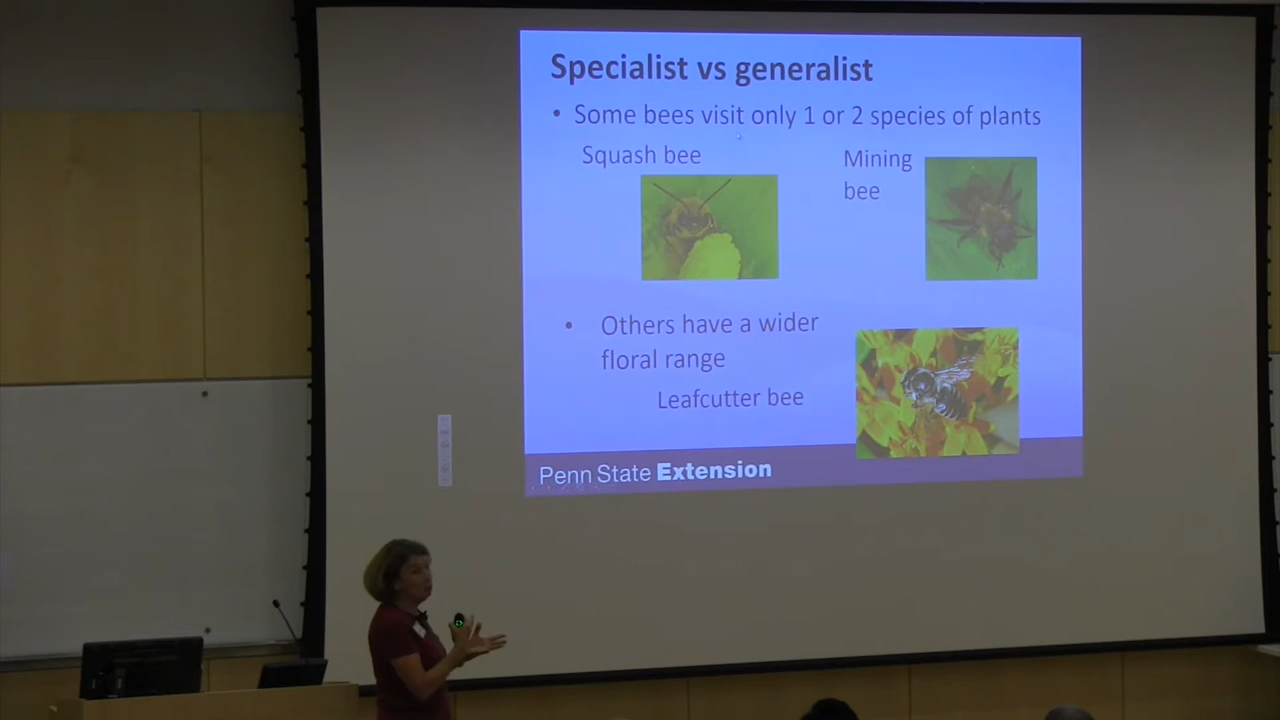 Specialist vs generalist
• Some bees visit only 1 or 2 species of plants
Squash bee
Mining
bee
• Others have a wider
floral range
Leafcutter bee
Penn State Extension